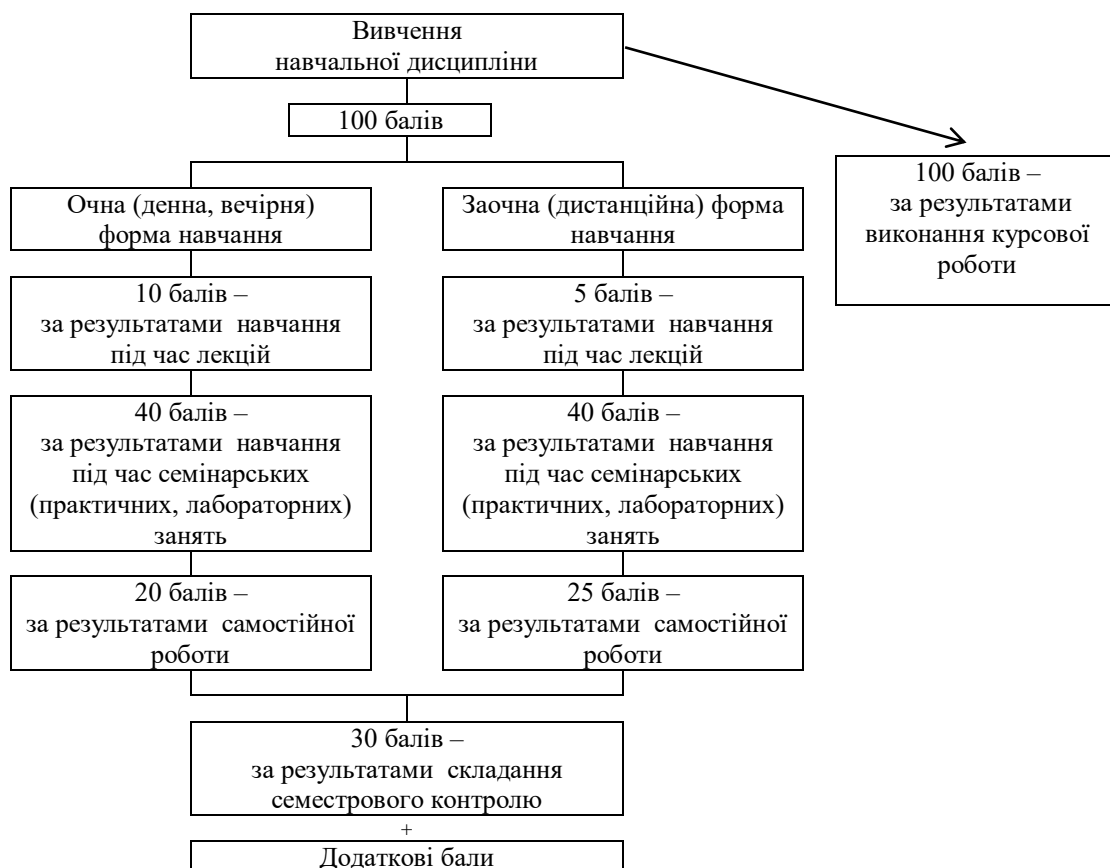 Вивчення
навчальної дисципліни
100 балів
100 балів –
за результатами
виконання курсової
роботи
Очна (денна, вечірня)
форма навчання
Заочна (дистанційна) форма
навчання
10 балів –
за результатами навчання
під час лекцій
5 балів –
за результатами навчання
під час лекцій
40 балів –
за результатами навчання
під час семінарських
(практичних, лабораторних)
занять
40 балів –
за результатами навчання
під час семінарських
(практичних, лабораторних)
занять
20 балів –
за результатами самостійної
роботи
25 балів –
за результатами самостійної
роботи
30 балів –
за результатами складання
семестрового контролю
+
Додаткові бали